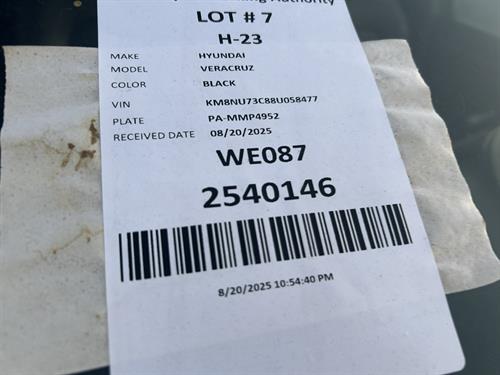 Authority
LOT # 7
H-23
MAKE HYUNDAI
MODEL VERACRUZ
COLOR BLACK
VIN KM8NU73C88U058477
PLATE PA-MMP4952
RECEIVED DATE 08/20/2025
WE087
2540146
8/20/2025 10:54:40 PM